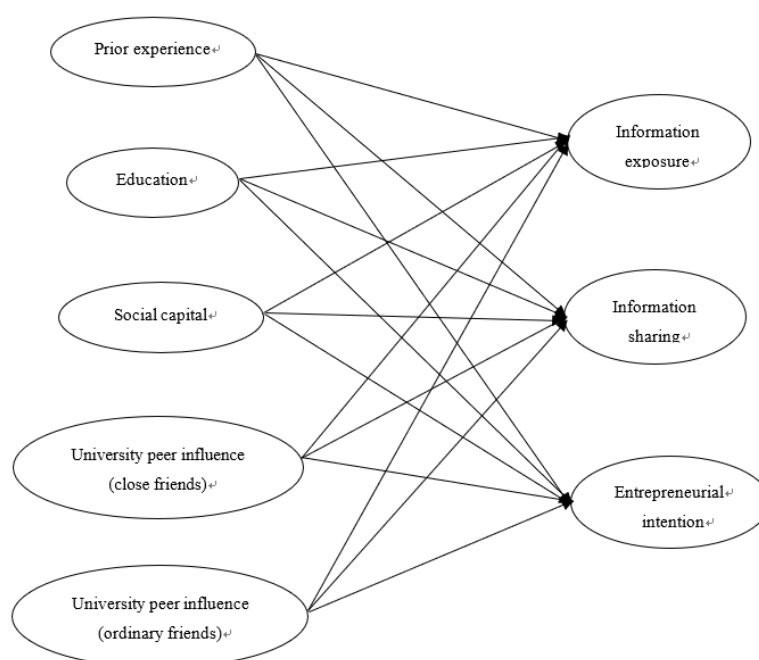 Prior experience
Education
Social capital
University peer influence
(close friends)
University peer influence
(ordinary friends)
Information
exposure
Information
sharing
Entrepreneurial
intention